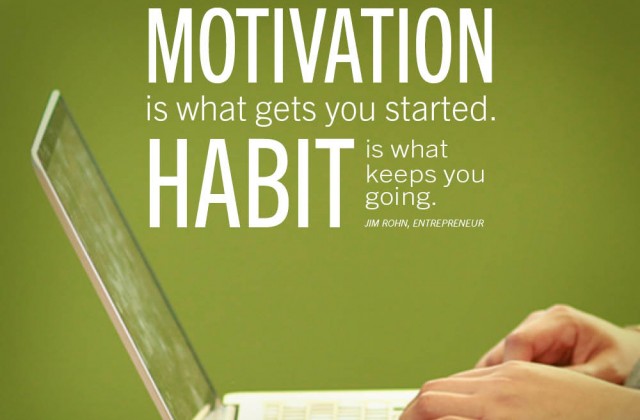 MOTIVATION
is what gets you started.
HABIT
is what
keeps you
going.
JIM ROHN, ENTREPRENEUR